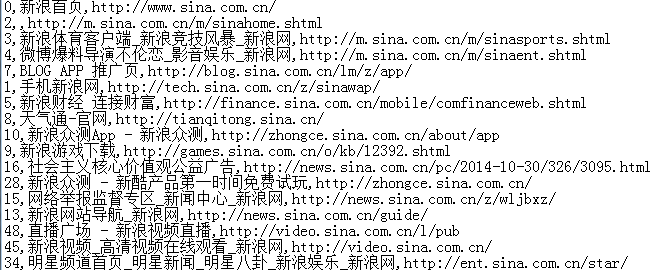 0,新浪首页,http://www.sina.com.cn/
2,,http://m.sina.com.cn/m/sinahome.shtml
3,新浪体育客户端_新浪竞技风暴_新浪网,http://m.sina.com.cn/m/sinasports.shtml
4,微博爆料导演不伦恋_影音娱乐_新浪网,http://m.sina.com.cn/m/sinaent.shtml
7,BLOG APP 推广页,http://blog.sina.com.cn/lm/z/app/
1,手机新浪网,http://tech.sina.com.cn/z/sinawap/
5,新浪财经 连接财富,http://finance.sina.com.cn/mobile/comfinanceweb.shtml
8,天气通-官网,http://tianqitong.sina.cn/
10,新浪众测App - 新浪众测,http://zhongce.sina.com.cn/about/app
9,新浪游戏下载,http://games.sina.com.cn/o/kb/12392.shtml
16,社会主义核心价值观公益广告,http://news.sina.com.cn/pc/2014-10-30/326/3095.html
28,新浪众测 - 新酷产品第一时间免费试玩,http://zhongce.sina.com.cn/
15,网络举报监督专区_新闻中心_新浪网,http://news.sina.com.cn/z/wljbxz/
13,新浪网站导航_新浪网,http://news.sina.com.cn/guide/
48,直播广场 - 新浪视频直播,http://video.sina.com.cn/l/pub
45,新浪视频_高清视频在线观看_新浪网,http://video.sina.com.cn/
34,明星频道首页_明星新闻_明星八卦_新浪娱乐_新浪网,http://ent.sina.com.cn/star/